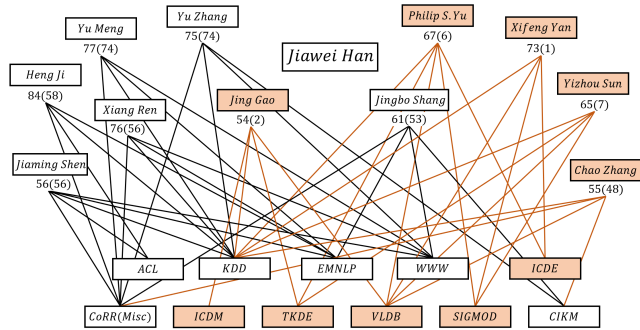 Yu Meng
77(74)
Yu Zhang
75(74)
Philip S.Yu
67(6)
Xifeng Yan
73(1)
Jiawei Han
Heng Ji
84(58)
Xiang Ren
76(56)
Jing Gao
54(2)
Jingbo Shang
61(53)
Yizhou Sun
65(7)
Jiaming Shen
56(56)
Chao Zhang
55(48)
ACL
KDD
EMNLP
WWW
ICDE
CoRR(Misc)
ICDM
TKDE
VLDB
SIGMOD
CIKM